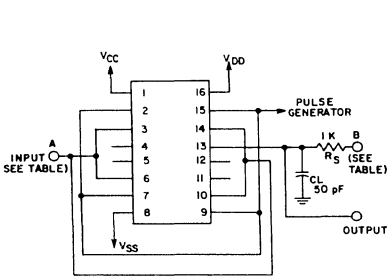 VCC
VDD
1 16
2 15
PULSE GENERATOR
3 14
A
INPUT
(SEE TABLE)
4 13
1 K
RS
B
(SEE TABLE)
5 12
6 11
CL
50 pF
7 10
8 9
OUTPUT
VSS